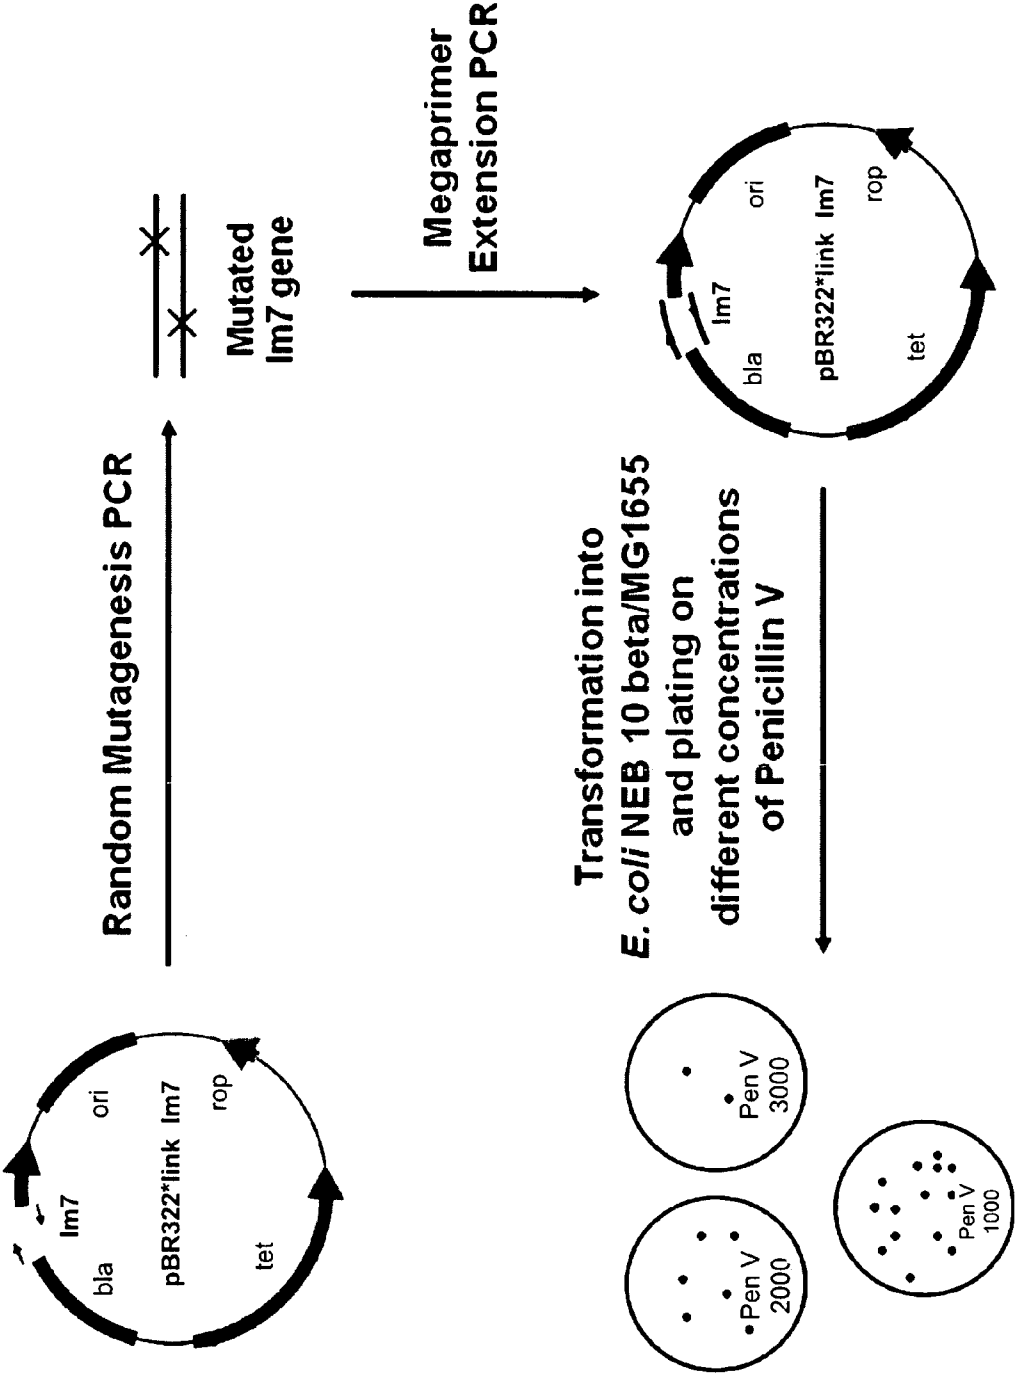 Im7
bla
ori
pBR322*link Im7
tet
rop
Random Mutagenesis PCR
Mutated
Im7 gene
Megaprimer
Extension PCR
Im7
bla
ori
pBR322*link Im7
tet
rop
Transformation into
E. coli NEB 10 beta/MG1655
and plating on
different concentrations
of Penicillin V
Pen V
2000
Pen V
3000
Pen V
1000